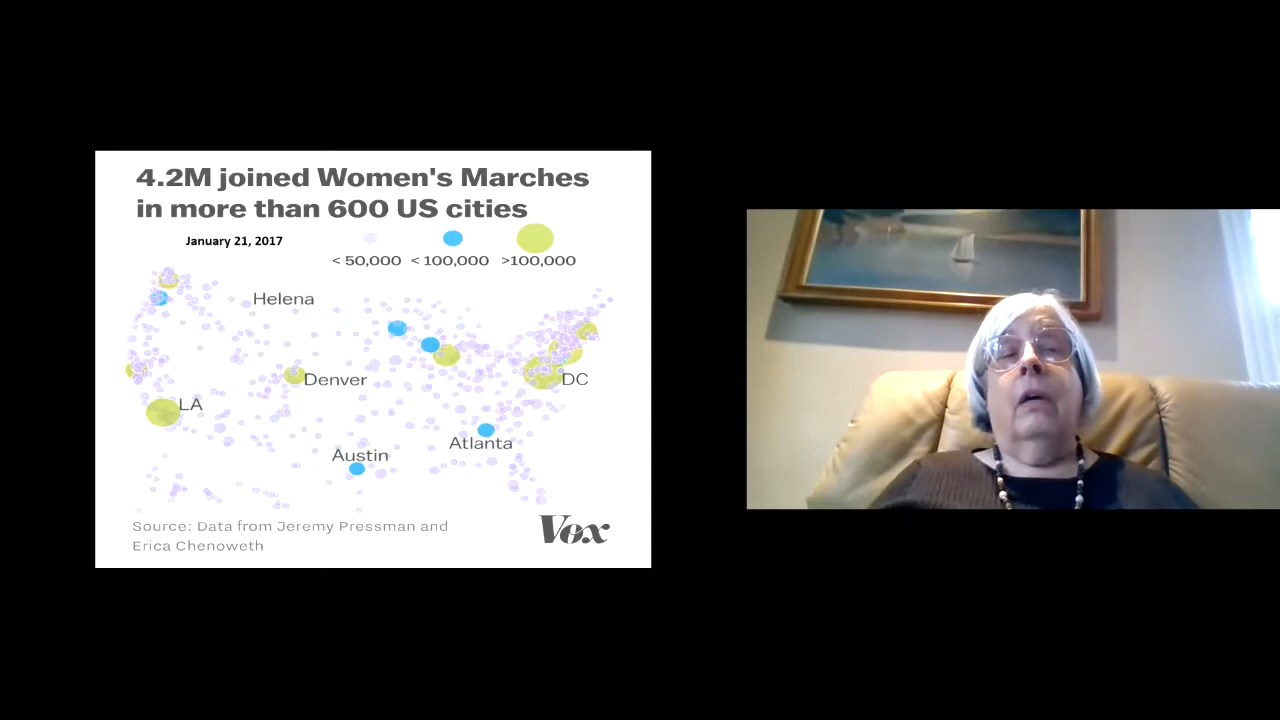 4.2M joined Women's Marches
in more than 600 US cities
January 21, 2017
< 50,000 < 100,000 >100,000
Helena
Denver
DC
LA
Atlanta
Austin
Source: Data from Jeremy Pressman and
Erica Chenoweth
Vox